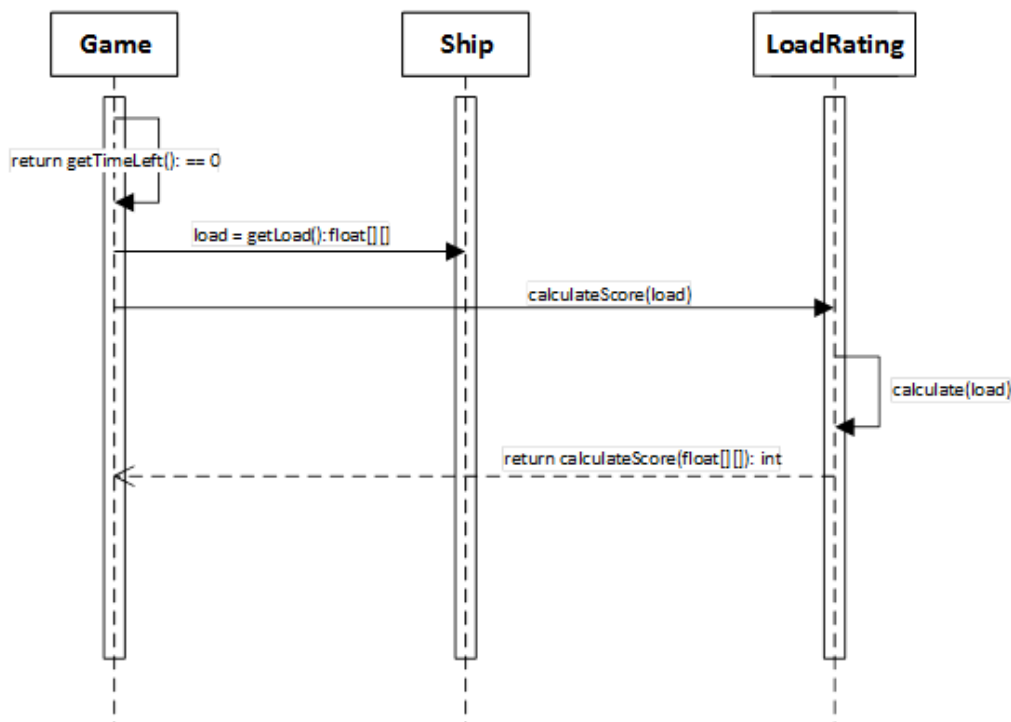 Game
Ship
LoadRating
return getTimeLeft(): == 0
load = getLoad():float[][]
calculateScore(load)
calculate(load)
return calculateScore(float[][]): int